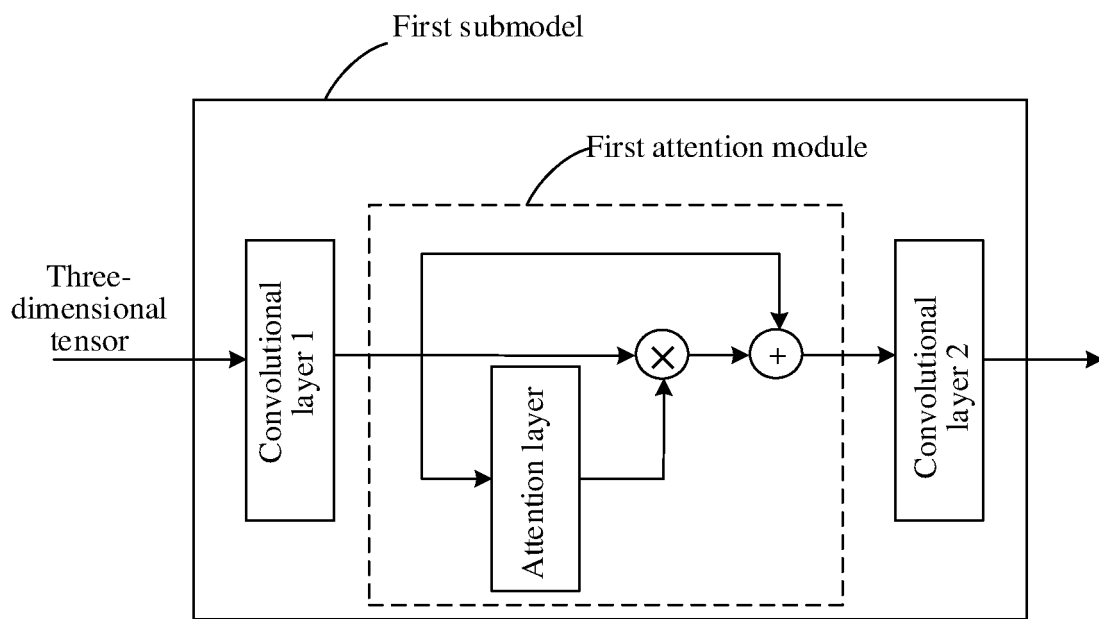 First submodel
First attention module
Three-
dimensional
tensor
Convolutional
layer 1
×
+
Attention layer
Convolutional
layer 2